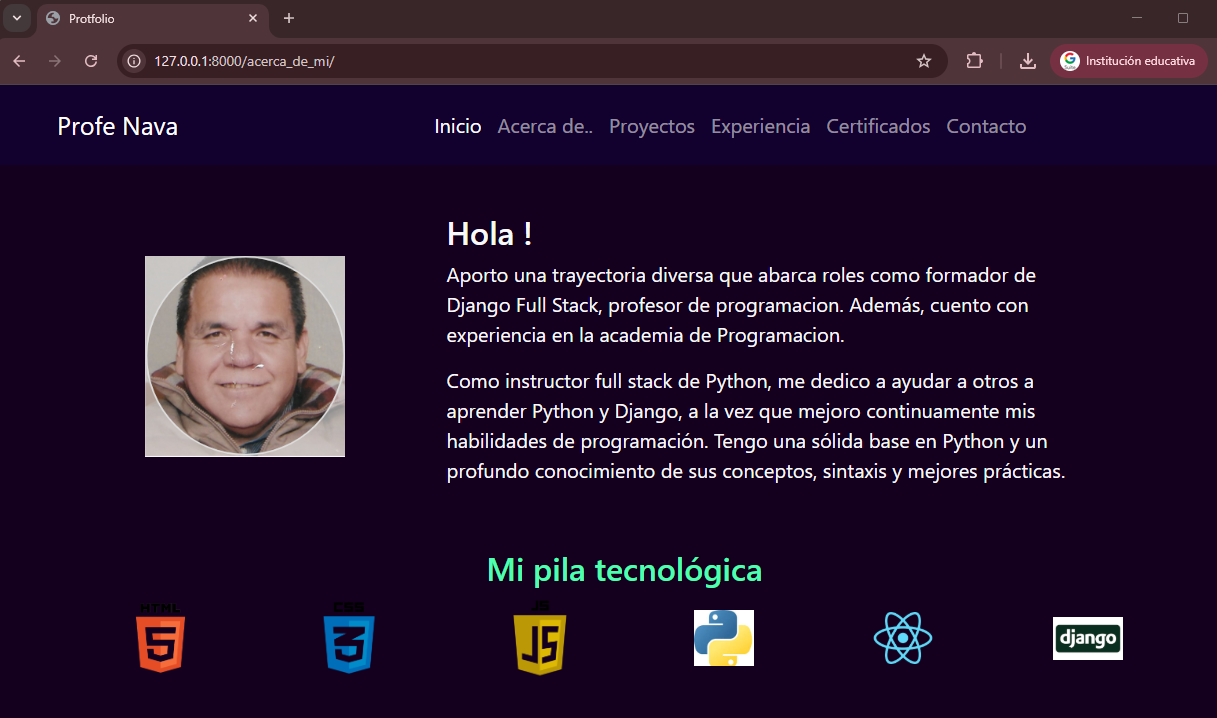 Protfolio
127.0.0.1:8000/acerca_de_mi/
Institución educativa
Profe Nava
Inicio Acerca de.. Proyectos Experiencia Certificados Contacto
Hola !
Aporto una trayectoria diversa que abarca roles como formador de
Django Full Stack, profesor de programacion. Además, cuento con
experiencia en la academia de Programacion.
Como instructor full stack de Python, me dedico a ayudar a otros a
aprender Python y Django, a la vez que mejoro continuamente mis
habilidades de programación. Tengo una sólida base en Python y un
profundo conocimiento de sus conceptos, sintaxis y mejores prácticas.
Mi pila tecnológica
HTML CSS JS
5 3 JS django